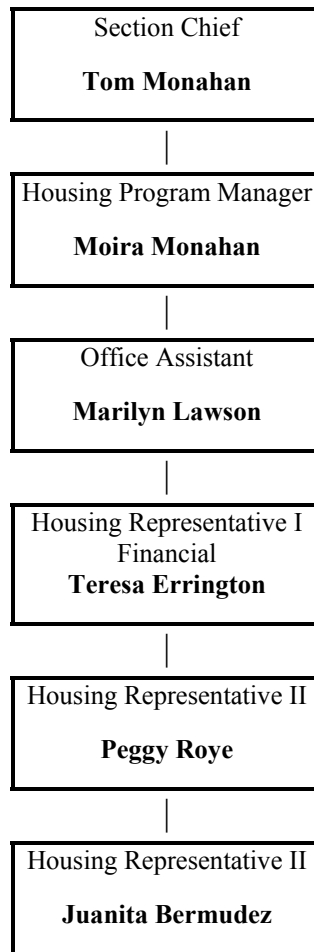 Section Chief
Tom Monahan
Housing Program Manager
Moira Monahan
Office Assistant
Marilyn Lawson
Housing Representative I
Financial
Teresa Errington
Housing Representative II
Peggy Roye
Housing Representative II
Juanita Bermudez